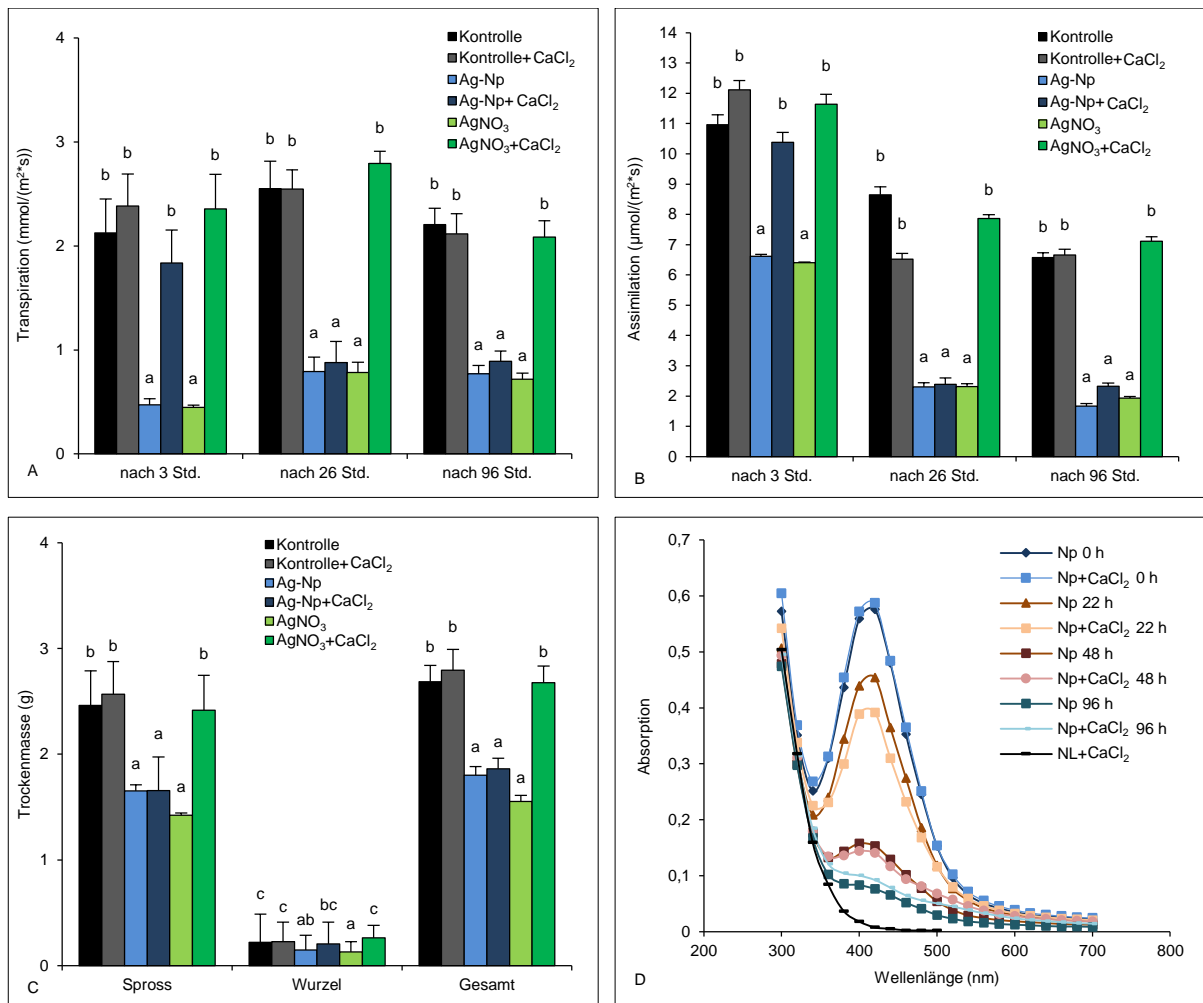 4
3
2
1
0
Transpiration (mmol/(m²*s))
Kontrolle
Kontrolle+CaCl₂
Ag-Np
Ag-Np+CaCl₂
AgNO₃
AgNO₃+CaCl₂
b b a b a b
b b a a a b
b b a a a b
nach 3 Std. nach 26 Std. nach 96 Std.
A
14
13
12
11
10
9
8
7
6
5
4
3
2
1
0
Assimilation (µmol/(m²*s))
Kontrolle
Kontrolle+CaCl₂
Ag-Np
Ag-Np+CaCl₂
AgNO₃
AgNO₃+CaCl₂
b b a b a b
b b a a a b
b b a a a b
nach 3 Std. nach 26 Std. nach 96 Std.
B
4
3
2
1
0
Trockenmasse (g)
Kontrolle
Kontrolle+CaCl₂
Ag-Np
Ag-Np+CaCl₂
AgNO₃
AgNO₃+CaCl₂
b b a a a b
c c ab bc a c
b b a a a b
Spross Wurzel Gesamt
C
0,7
0,6
0,5
0,4
0,3
0,2
0,1
0
Absorption
Np 0 h
Np+CaCl₂ 0 h
Np 22 h
Np+CaCl₂ 22 h
Np 48 h
Np+CaCl₂ 48 h
Np 96 h
Np+CaCl₂ 96 h
NL+CaCl₂
200 300 400 500 600 700 800
Wellenlänge (nm)
D